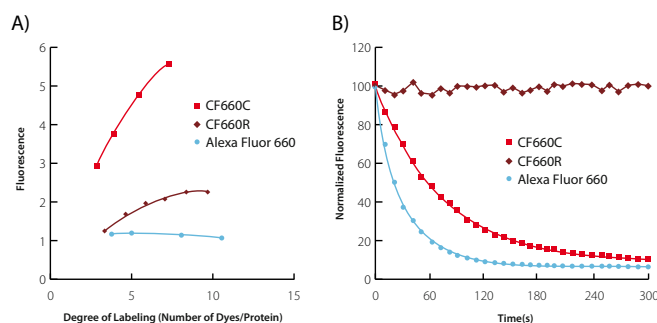 A)
Fluorescence
6
5
4
3
2
1
0
0 5 10 15
Degree of Labeling (Number of Dyes/Protein)
CF660C
CF660R
Alexa Fluor 660
B)
Normalized Fluorescence
120
100
80
60
40
20
0
0 60 120 180 240 300
Time(s)
CF660C
CF660R
Alexa Fluor 660